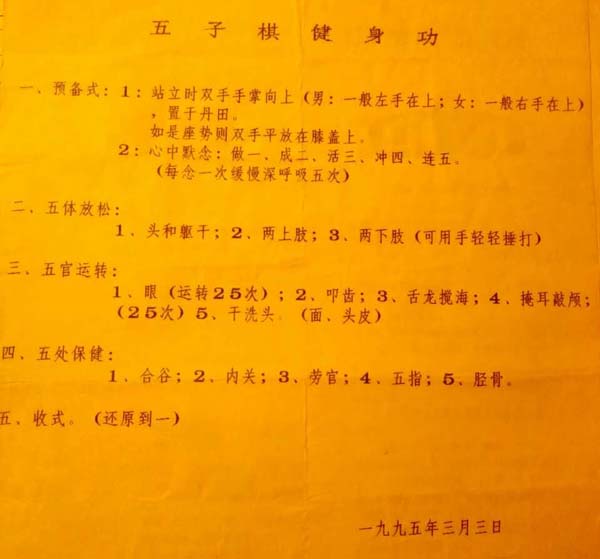 五子棋健身功
一、预备式：1：站立时双手手掌向上（男：一般左手在上；女：一般右手在上）
，置于丹田。
如是座势则双手平放在膝盖上。
2：心中默念：做一、成二、活三、冲四、连五。
（每念一次缓慢深呼吸五次）
二、五体放松：
1、头和躯干；2、两上肢；3、两下肢（可用手轻轻捶打）
三、五官运转：
1、眼（运转25次）；2、叩齿；3、舌龙搅海；4、掩耳敲颅；
（25次）5、干洗头。（面、头皮）
四、五处保健：
1、合谷；2、内关；3、劳官；4、五指；5、胫骨。
五、收式。（还原到一）
一九九五年三月三日